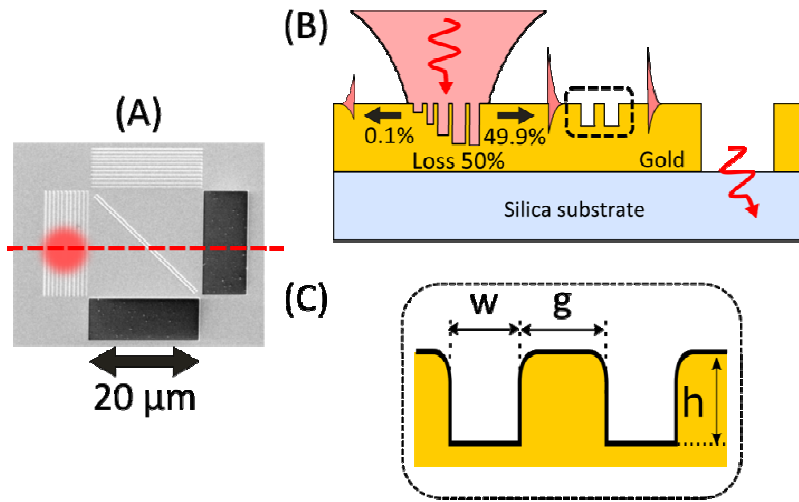 (A)
20 µm
(B)
0.1%
49.9%
Loss 50%
Gold
Silica substrate
(C)
w
g
h